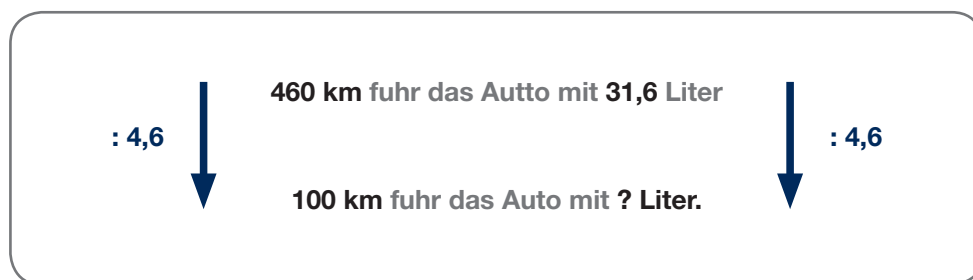 460 km fuhr das Autto mit 31,6 Liter
: 4,6
: 4,6
100 km fuhr das Auto mit ? Liter.